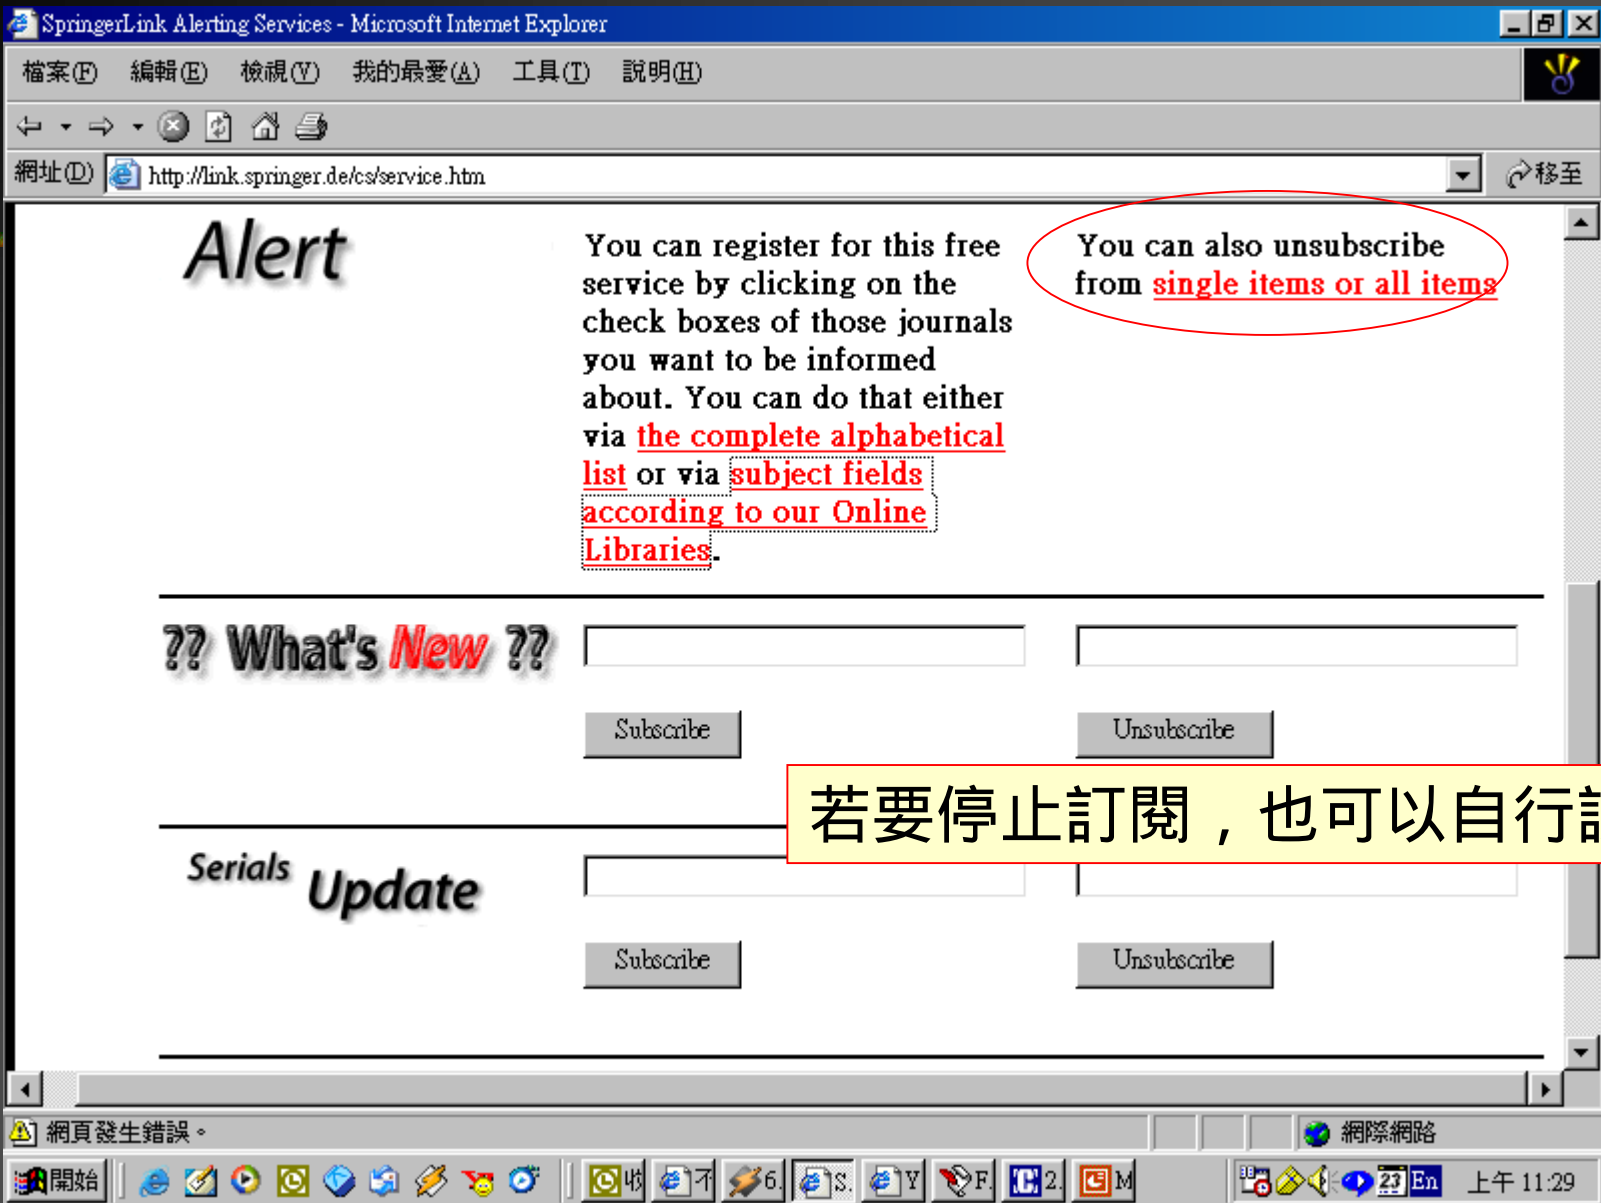 SpringerLink Alerting Services - Microsoft Internet Explorer
檔案(F) 編輯(E) 檢視(V) 我的最愛(A) 工具(T) 說明(H)
網址(D) http://link.springer.de/cs/service.htm 移至
Alert
You can register for this free
service by clicking on the
check boxes of those journals
you want to be informed
about. You can do that either
via the complete alphabetical
list or via subject fields
according to our Online
Libraries.
You can also unsubscribe
from single items or all items
?? What's New ??
Subscribe Unsubscribe
若要停止訂閱，也可以自行
Serials Update
Subscribe Unsubscribe
網頁發生錯誤。 網際網路
開始 收 不 6. S. Y F. 2. M 23 En 上午 11:29